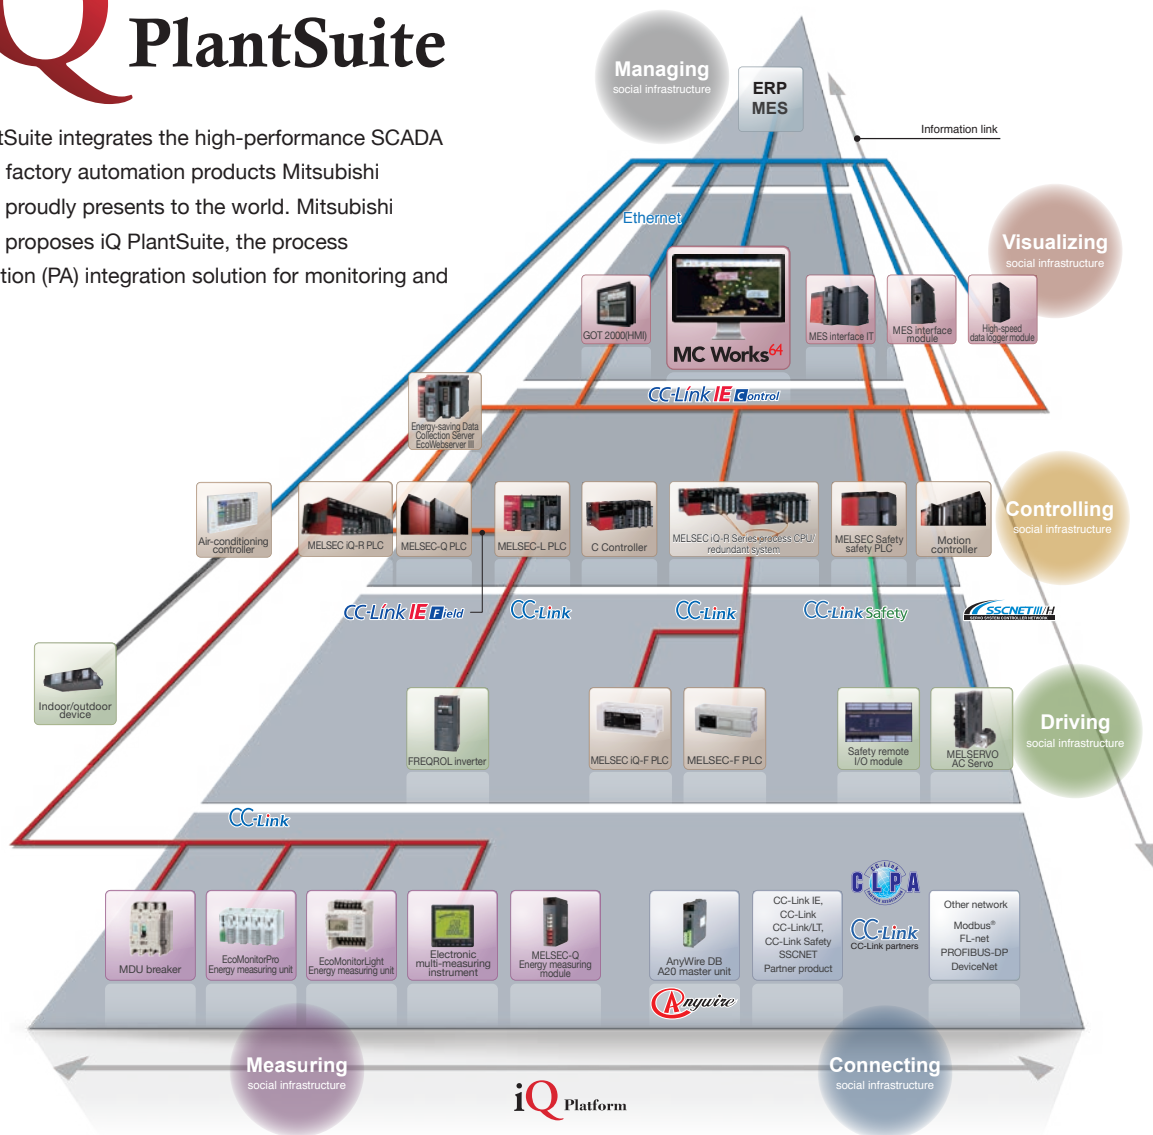 Q PlantSuite
tSuite integrates the high-performance SCADA
factory automation products Mitsubishi
proudly presents to the world. Mitsubishi
proposes iQ PlantSuite, the process
tion (PA) integration solution for monitoring and
Managing
social infrastructure
ERP
MES
Information link
Ethernet
Visualizing
social infrastructure
GOT 2000(HMI)
MC Works64
MES interface IT
MES interface
module
High-speed
data logger module
CC-Link IE Control
Energy-saving Data
Collection Server
EcoWebserver III
Controlling
social infrastructure
Air-conditioning
controller
MELSEC iQ-R PLC
MELSEC-Q PLC
MELSEC-L PLC
C Controller
MELSEC iQ-R Series process CPU/
redundant system
MELSEC Safety
safety PLC
Motion
controller
CC-Link IE Field
CC-Link
CC-Link
CC-Link Safety
SSCNETIII/H
SERVO SYSTEM CONTROLLER NETWORK
Indoor/outdoor
device
FREQROL inverter
MELSEC iQ-F PLC
MELSEC-F PLC
Safety remote
I/O module
MELSERVO
AC Servo
Driving
social infrastructure
CC-Link
MDU breaker
EcoMonitorPro
Energy measuring unit
EcoMonitorLight
Energy measuring unit
Electronic
multi-measuring
instrument
MELSEC-Q
Energy measuring
module
AnyWire DB
A20 master unit
Anywire
CC-Link IE,
CC-Link
CC-Link/LT,
CC-Link Safety
SSCNET
Partner product
CC-Link
CLPA
CC-Link
CC-Link partners
Other network
Modbus®
FL-net
PROFIBUS-DP
DeviceNet
Measuring
social infrastructure
Connecting
social infrastructure
iQ Platform